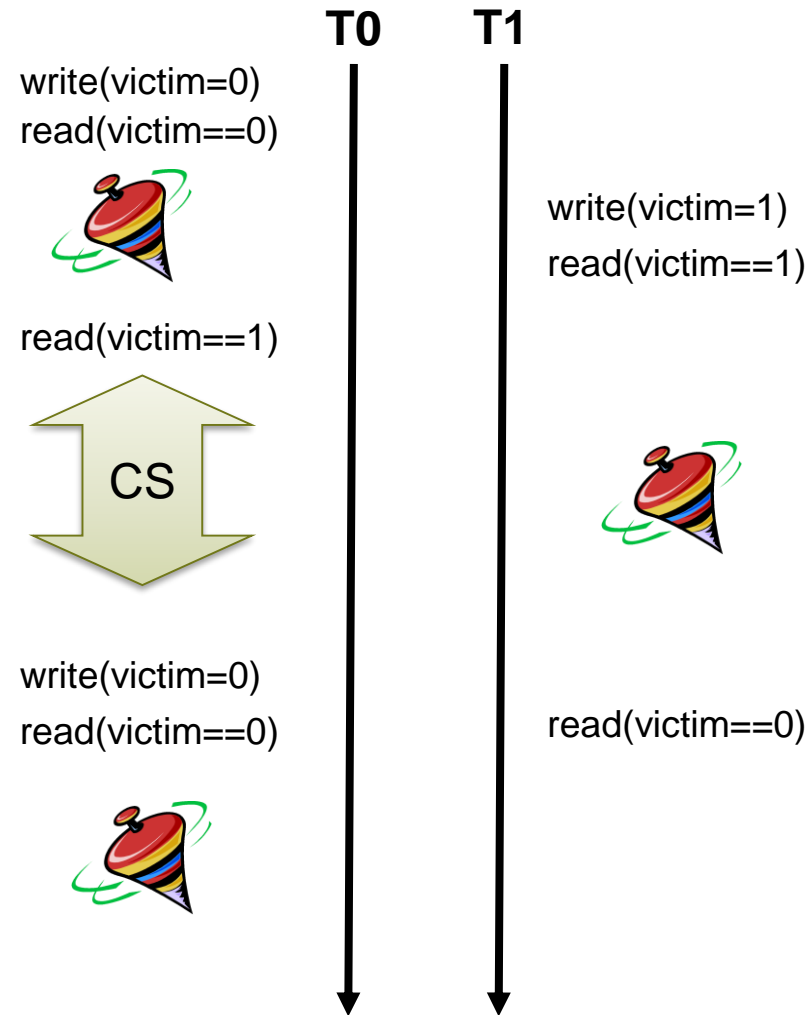 T0 T1
write(victim=0)
read(victim==0)
write(victim=1)
read(victim==1)
read(victim==1)
CS
write(victim=0)
read(victim==0)
read(victim==0)